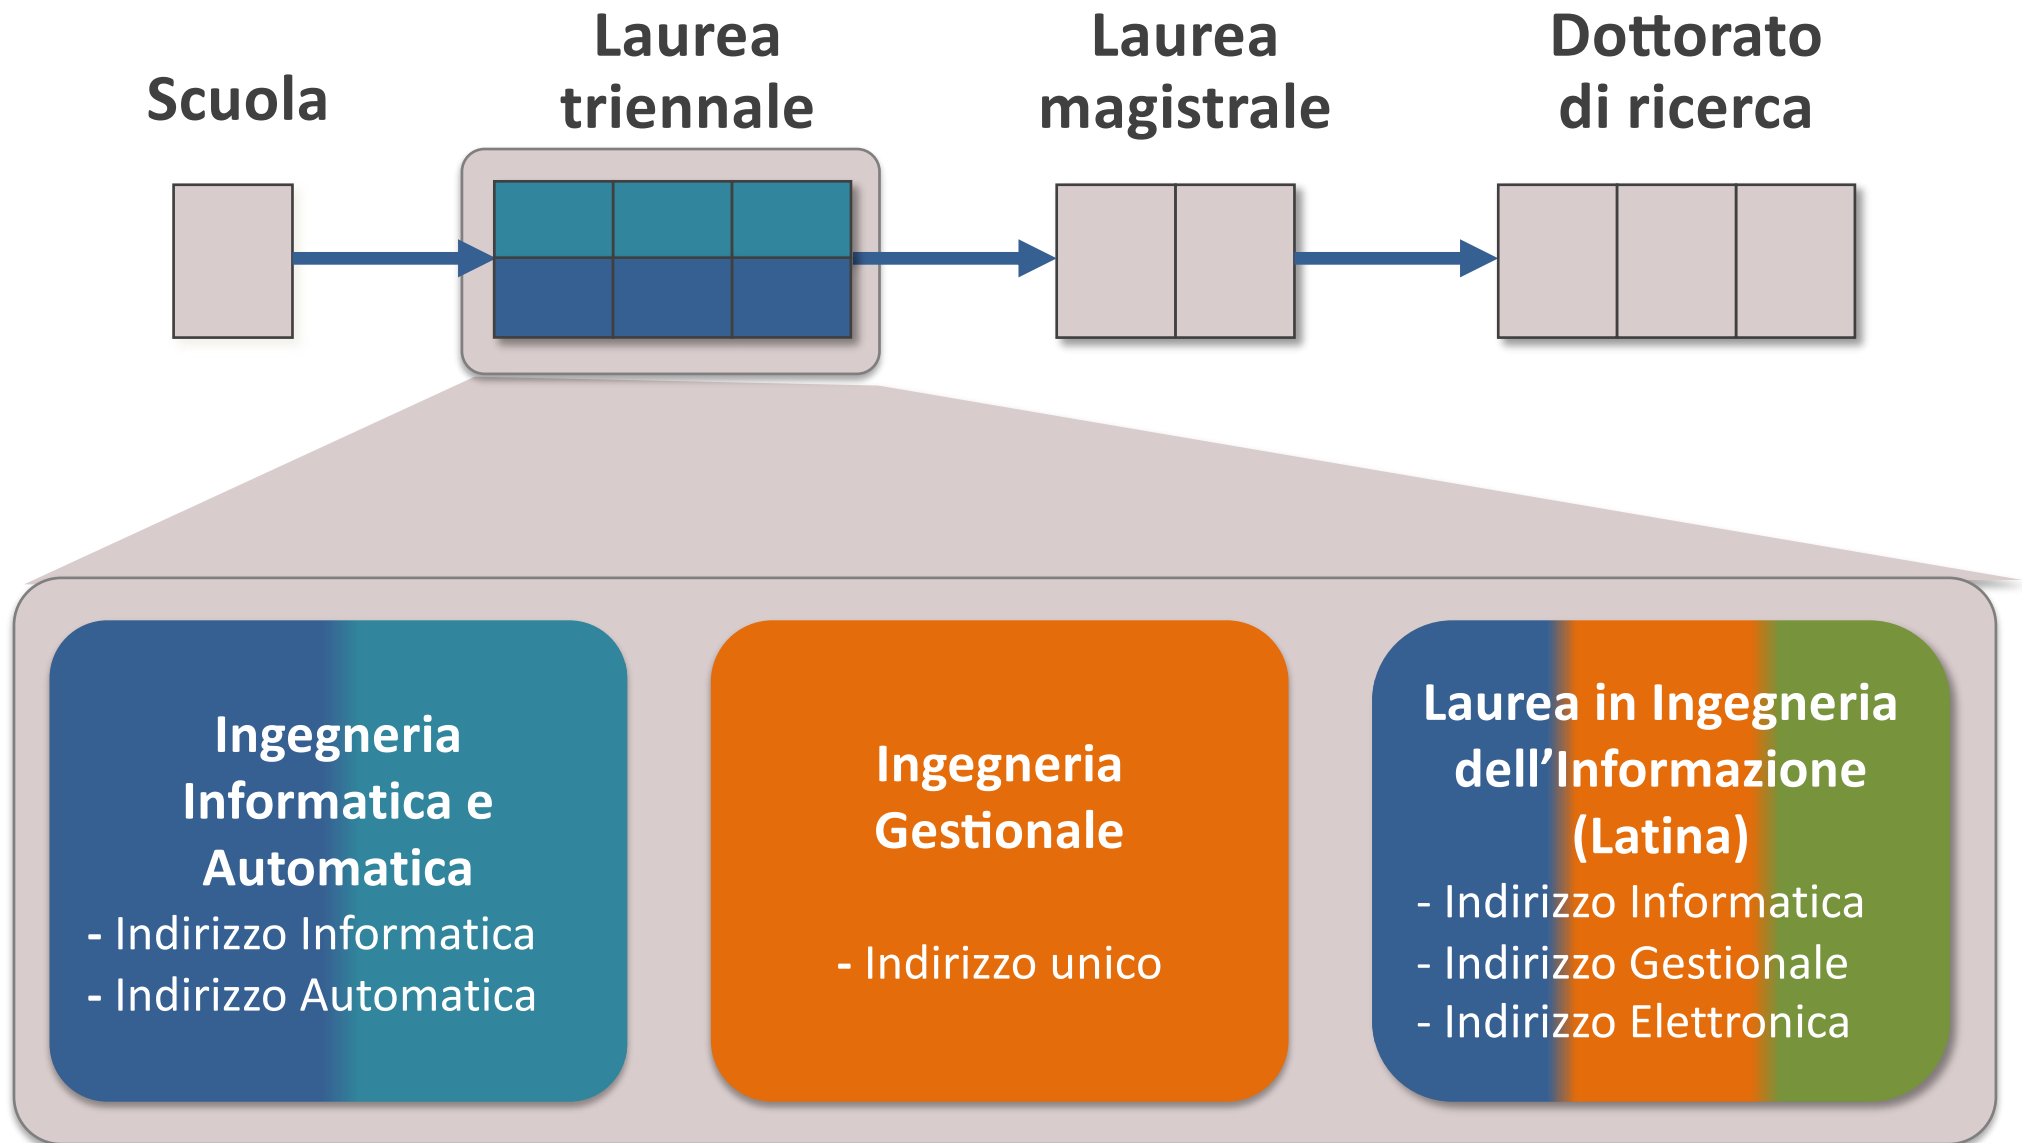 Scuola
Laurea
triennale
Laurea
magistrale
Dottorato
di ricerca
Ingegneria
Informatica e
Automatica
- Indirizzo Informatica
- Indirizzo Automatica
Ingegneria
Gestionale
- Indirizzo unico
Laurea in Ingegneria
dell’Informazione
(Latina)
- Indirizzo Informatica
- Indirizzo Gestionale
- Indirizzo Elettronica